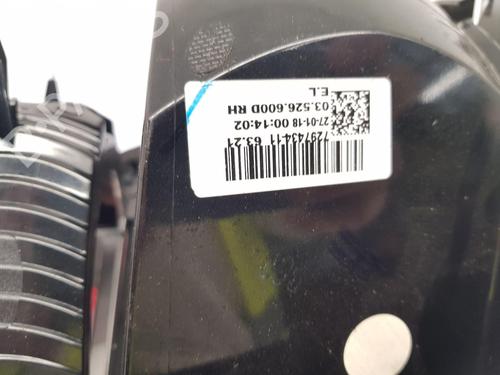 7297434-11 63.21
27-01-18 00:14:02
03.526.600D RH
E.L